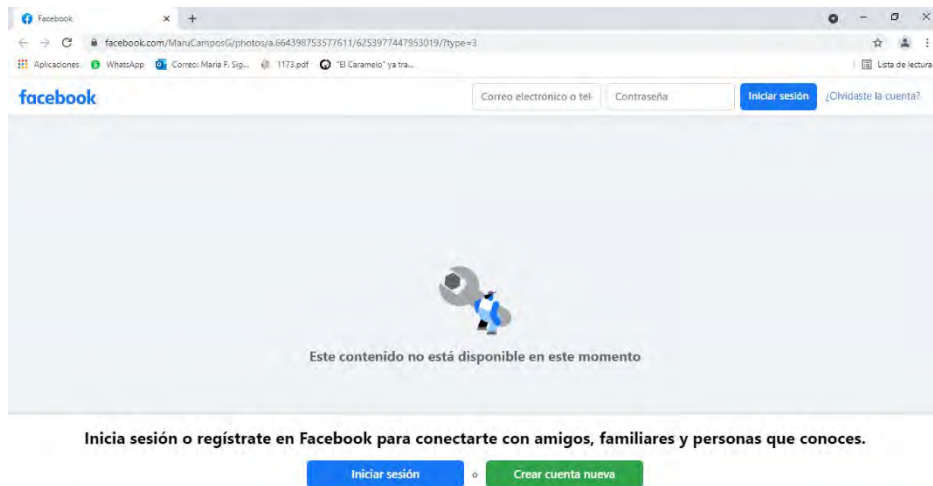 Facebook
facebook.com/MaruCamposG/photos/a.664398753577611/6253977447953019/?type=3
Aplicaciones WhatsApp Correo: Maria F. Sig... 1173.pdf "El Caramelo" ya tra... Lista de lectura
facebook Correo electrónico o tel Contraseña Iniciar sesión ¿Olvidaste la cuenta?
Este contenido no está disponible en este momento
Inicia sesión o regístrate en Facebook para conectarte con amigos, familiares y personas que conoces.
Iniciar sesión o Crear cuenta nueva